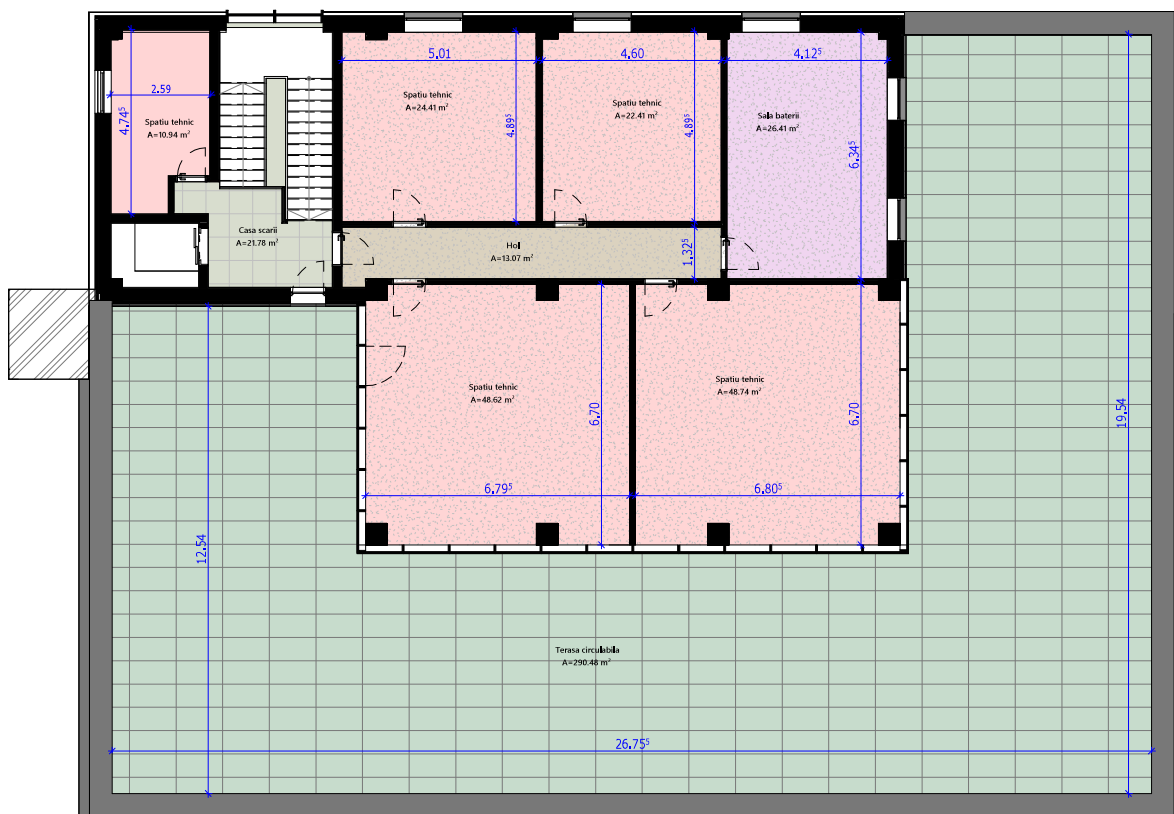 5.01
4.60
4.12⁵
2.59
4.74⁵
Spatiu tehnic
A=10.94 m²
Spatiu tehnic
A=24.41 m²
4.89⁵
Spatiu tehnic
A=22.41 m²
4.89⁵
Sala baterii
A=26.41 m²
6.34⁵
Casa scarii
A=21.78 m²
Hol
A=13.07 m²
1.32⁵
Spatiu tehnic
A=48.62 m²
6.70
Spatiu tehnic
A=48.74 m²
6.70
19.54
6.79⁵
6.80⁵
12.54
Terasa circulabila
A=290.48 m²
26.75⁵